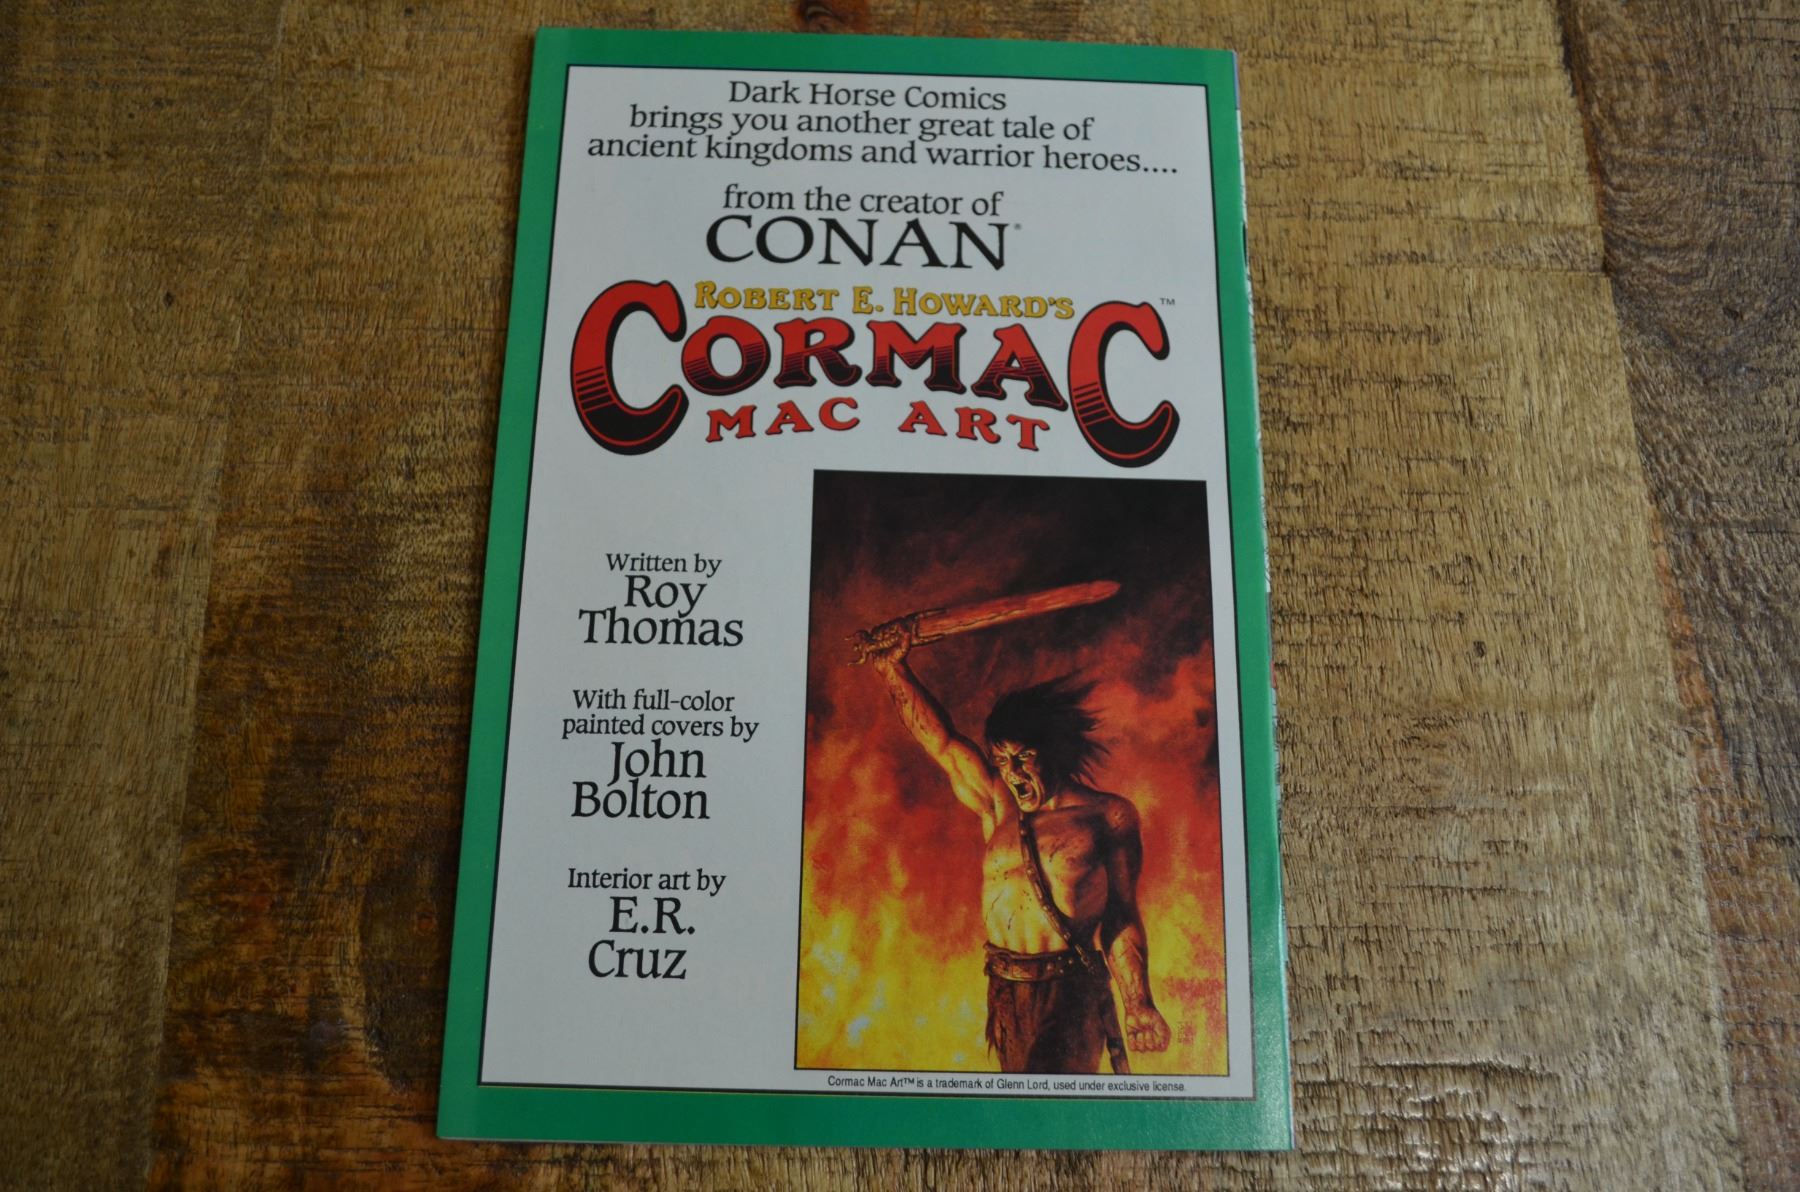 Dark Horse Comics
brings you another great tale of
ancient kingdoms and warrior heroes....
from the creator of
CONAN®
ROBERT E. HOWARD'S
CORMAC™
MAC ART
Written by
Roy
Thomas
With full-color
painted covers by
John
Bolton
Interior art by
E.R.
Cruz
Cormac Mac Art™ is a trademark of Glenn Lord, used under exclusive license.